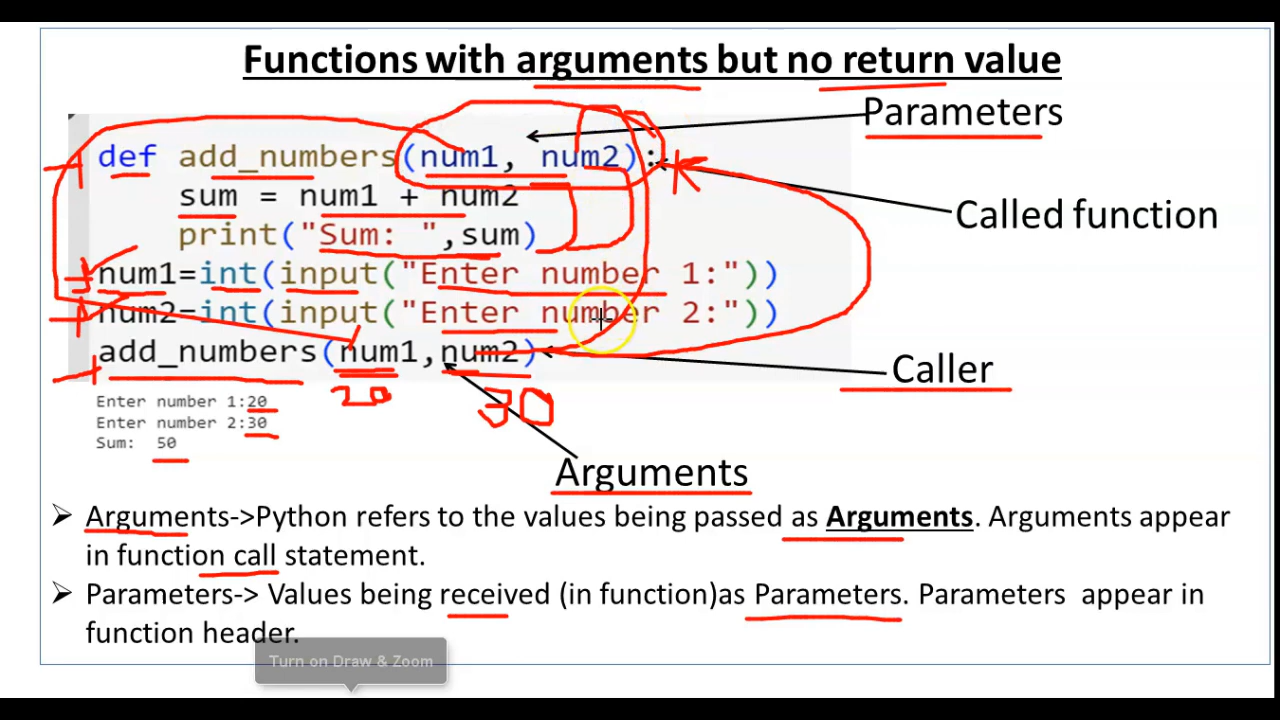 Functions with arguments but no return value
Parameters
def add_numbers(num1, num2):
sum = num1 + num2
Called function
print("Sum: ",sum)
num1=int(input("Enter number 1:"))
num2=int(input("Enter number 2:"))
add_numbers(num1,num2)
Caller
20 30
Enter number 1:20
Enter number 2:30
Sum: 50
Arguments
➢ Arguments->Python refers to the values being passed as Arguments. Arguments appear
in function call statement.
➢ Parameters-> Values being received (in function)as Parameters. Parameters appear in
function header.
Turn on Draw & Zoom